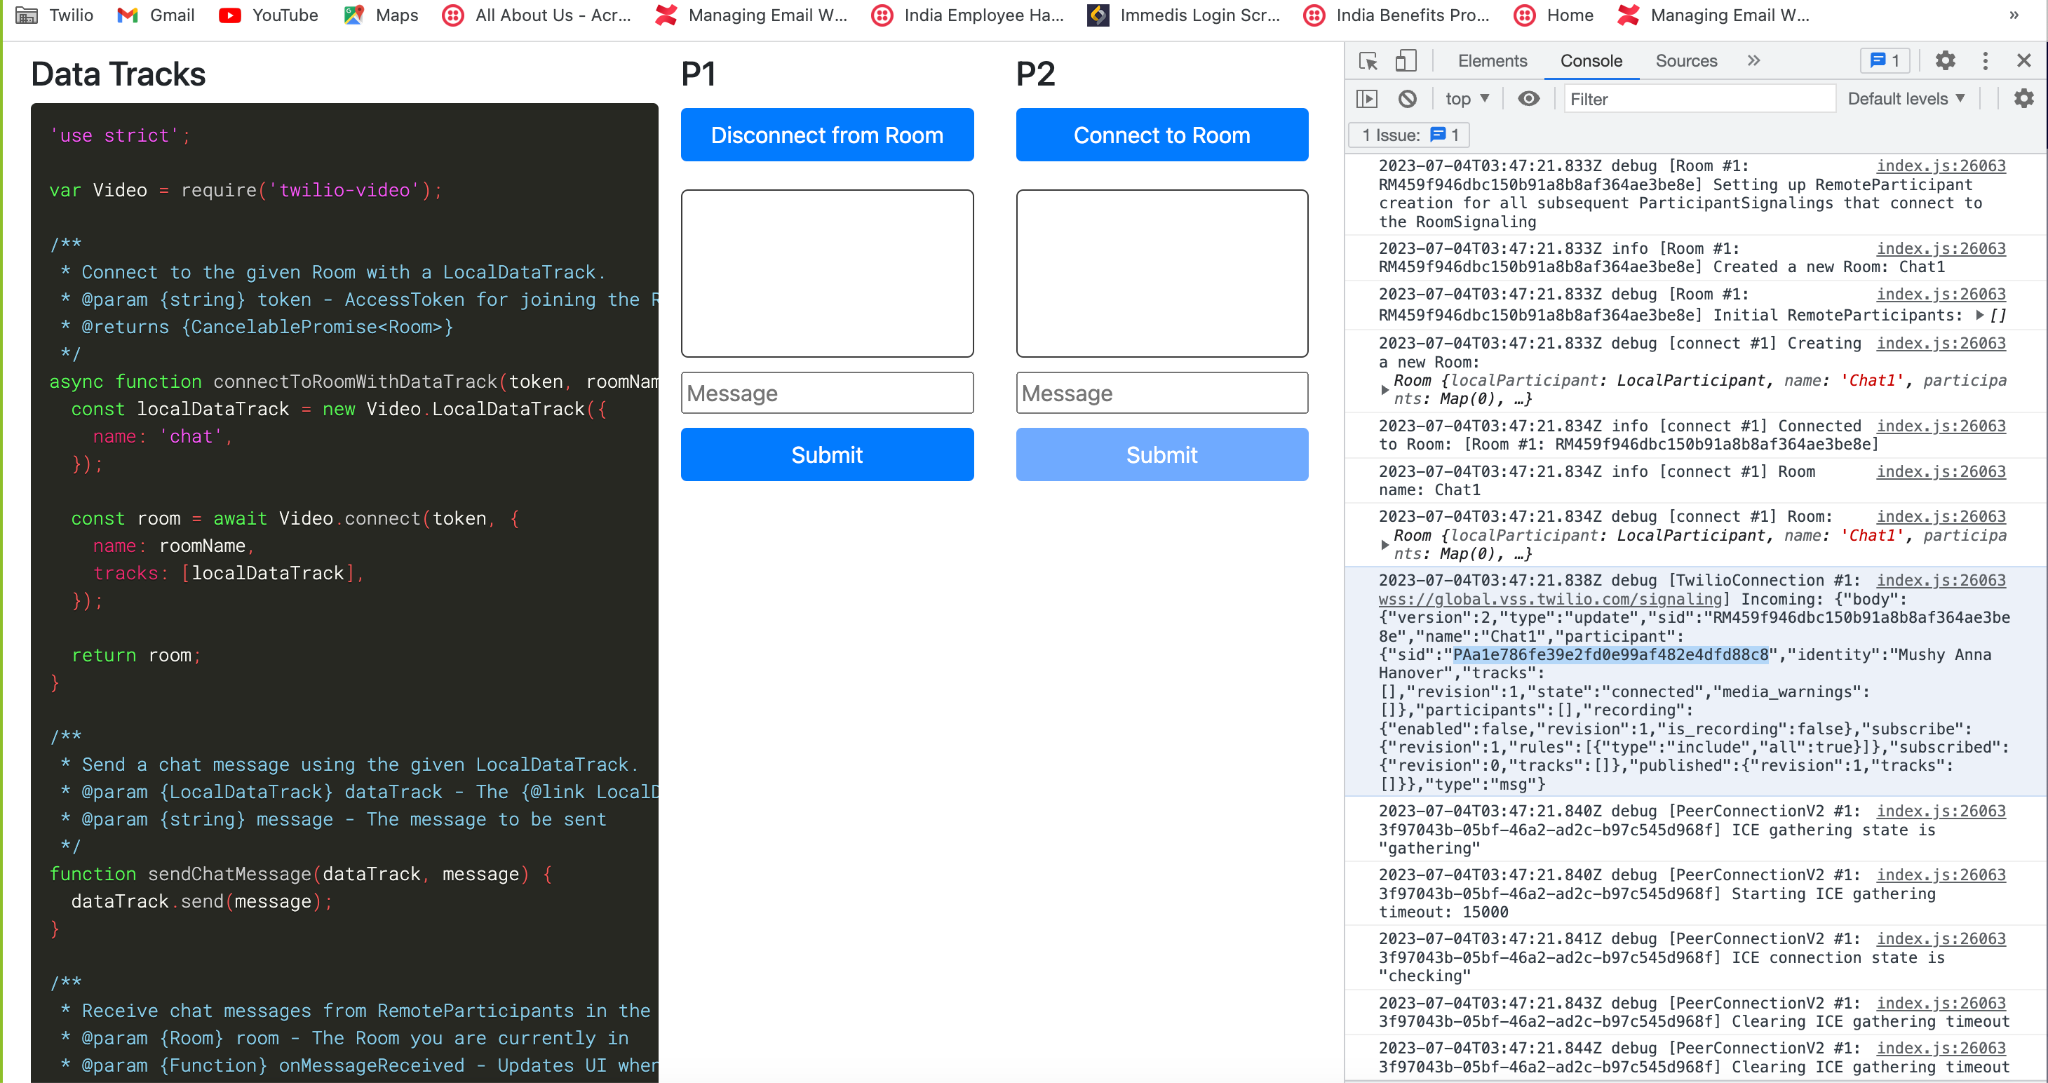 Twilio Gmail YouTube Maps All About Us - Acr... Managing Email W... India Employee Ha... Immedis Login Scr... India Benefits Pro... Home Managing Email W... »
Data Tracks
'use strict';
var Video = require('twilio-video');
/**
* Connect to the given Room with a LocalDataTrack.
* @param {string} token - AccessToken for joining the R
* @returns {CancelablePromise<Room>}
*/
async function connectToRoomWithDataTrack(token, roomNam
const localDataTrack = new Video.LocalDataTrack({
name: 'chat',
});
const room = await Video.connect(token, {
name: roomName,
tracks: [localDataTrack],
});
return room;
}
/**
* Send a chat message using the given LocalDataTrack.
* @param {LocalDataTrack} dataTrack - The {@link LocalD
* @param {string} message - The message to be sent
*/
function sendChatMessage(dataTrack, message) {
dataTrack.send(message);
}
/**
* Receive chat messages from RemoteParticipants in the
* @param {Room} room - The Room you are currently in
* @param {Function} onMessageReceived - Updates UI when
P1
Disconnect from Room
Message
Submit
P2
Connect to Room
Message
Submit
Elements Console Sources » 1
top ▼ Filter Default levels ▼
1 Issue: 1
2023-07-04T03:47:21.833Z debug [Room #1: index.js:26063
RM459f946dbc150b91a8b8af364ae3be8e] Setting up RemoteParticipant
creation for all subsequent ParticipantSignalings that connect to
the RoomSignaling
2023-07-04T03:47:21.833Z info [Room #1: index.js:26063
RM459f946dbc150b91a8b8af364ae3be8e] Created a new Room: Chat1
2023-07-04T03:47:21.833Z debug [Room #1: index.js:26063
RM459f946dbc150b91a8b8af364ae3be8e] Initial RemoteParticipants: ▶ []
2023-07-04T03:47:21.833Z debug [connect #1] Creating index.js:26063
a new Room:
Room {localParticipant: LocalParticipant, name: 'Chat1', participa
nts: Map(0), …}
2023-07-04T03:47:21.834Z info [connect #1] Connected index.js:26063
to Room: [Room #1: RM459f946dbc150b91a8b8af364ae3be8e]
2023-07-04T03:47:21.834Z info [connect #1] Room index.js:26063
name: Chat1
2023-07-04T03:47:21.834Z debug [connect #1] Room: index.js:26063
Room {localParticipant: LocalParticipant, name: 'Chat1', participa
nts: Map(0), …}
2023-07-04T03:47:21.838Z debug [TwilioConnection #1: index.js:26063
wss://global.vss.twilio.com/signaling] Incoming: {"body":
{"version":2,"type":"update","sid":"RM459f946dbc150b91a8b8af364ae3be
8e","name":"Chat1","participant":
{"sid":"PAa1e786fe39e2fd0e99af482e4dfd88c8","identity":"Mushy Anna
Hanover","tracks":
[],"revision":1,"state":"connected","media_warnings":
[]},"participants":[],"recording":
{"enabled":false,"revision":1,"is_recording":false},"subscribe":
{"revision":1,"rules":[{"type":"include","all":true}]},"subscribed":
{"revision":0,"tracks":[]},"published":{"revision":1,"tracks":
[]}},"type":"msg"}
2023-07-04T03:47:21.840Z debug [PeerConnectionV2 #1: index.js:26063
3f97043b-05bf-46a2-ad2c-b97c545d968f] ICE gathering state is
"gathering"
2023-07-04T03:47:21.840Z debug [PeerConnectionV2 #1: index.js:26063
3f97043b-05bf-46a2-ad2c-b97c545d968f] Starting ICE gathering
timeout: 15000
2023-07-04T03:47:21.841Z debug [PeerConnectionV2 #1: index.js:26063
3f97043b-05bf-46a2-ad2c-b97c545d968f] ICE connection state is
"checking"
2023-07-04T03:47:21.843Z debug [PeerConnectionV2 #1: index.js:26063
3f97043b-05bf-46a2-ad2c-b97c545d968f] Clearing ICE gathering timeout
2023-07-04T03:47:21.844Z debug [PeerConnectionV2 #1: index.js:26063
3f97043b-05bf-46a2-ad2c-b97c545d968f] Clearing ICE gathering timeout